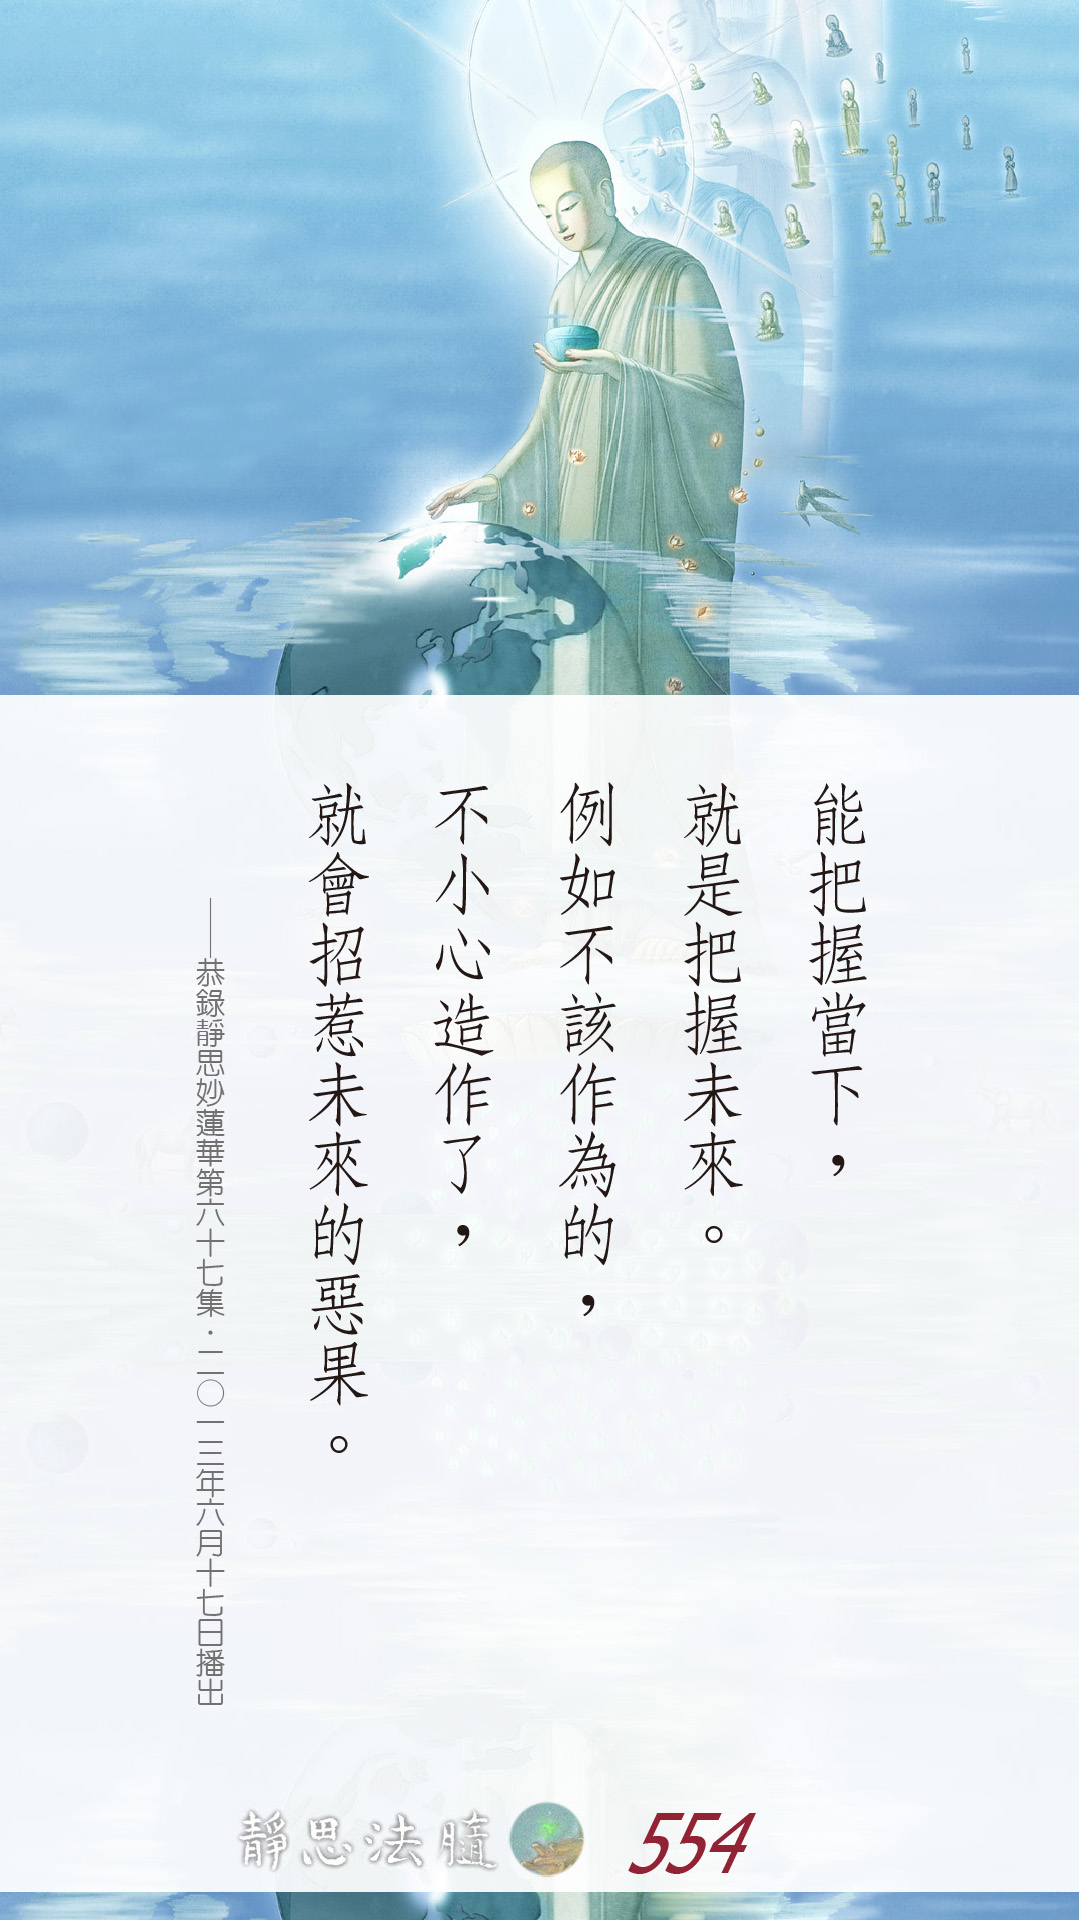 能把握當下，
就是把握未來。
例如不該作為的，
不小心造作了，
就會招惹未來的惡果。
──恭錄靜思妙蓮華第六十七集．二〇一三年六月十七日播出
靜思法髓
554